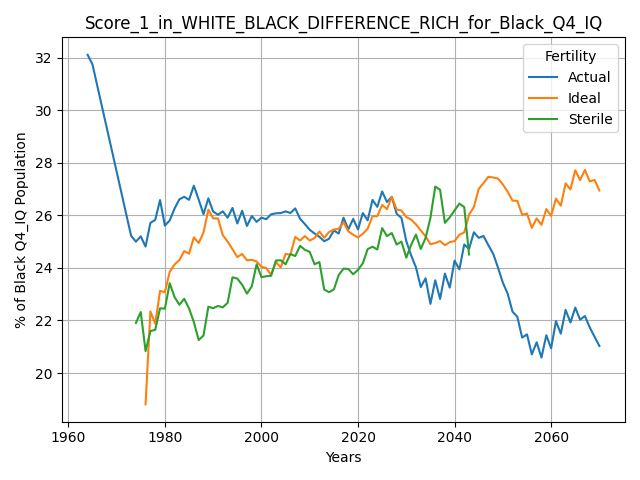 Score_1_in_WHITE_BLACK_DIFFERENCE_RICH_for_Black_Q4_IQ
Fertility
Actual
Ideal
Sterile
% of Black Q4_IQ Population
32
30
28
26
24
22
20
1960
1980
2000
2020
2040
2060
Years